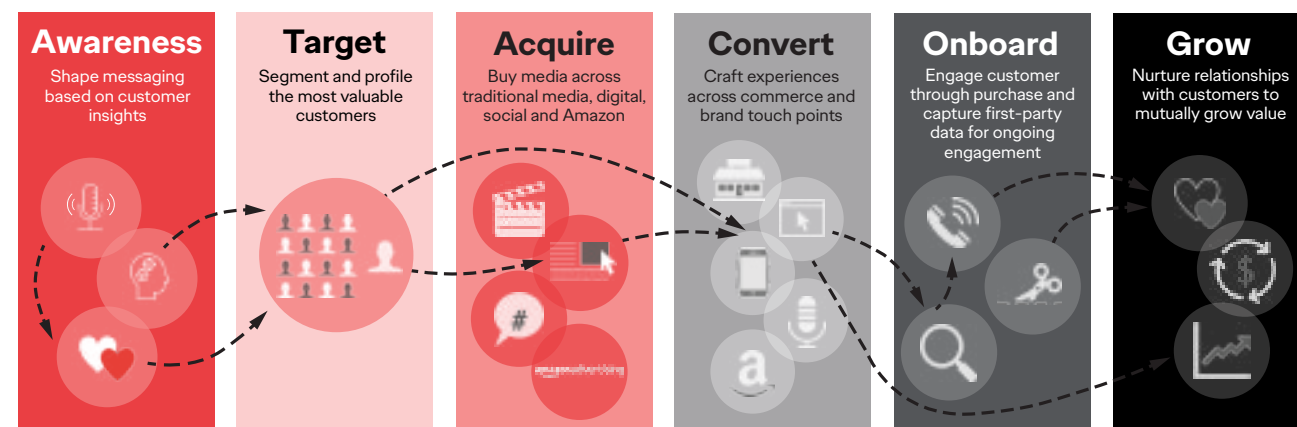 Awareness
Shape messaging
based on customer
insights
Target
Segment and profile
the most valuable
customers
Acquire
Buy media across
traditional media, digital,
social and Amazon
#
Convert
Craft experiences
across commerce and
brand touch points
a
Onboard
Engage customer
through purchase and
capture first-party
data for ongoing
engagement
Grow
Nurture relationships
with customers to
mutually grow value
$